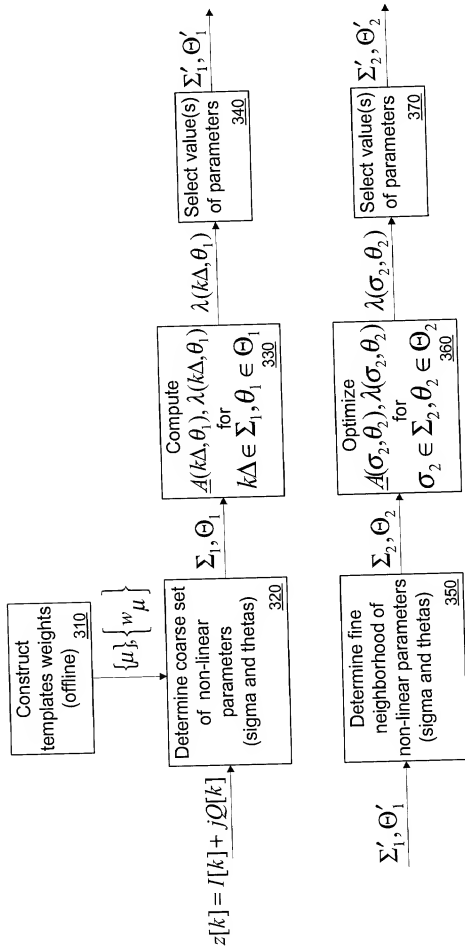 Construct
templates weights
(offline)
310
{μ}, {w_μ}
z[k] = I[k] + jQ[k]
Determine coarse set
of non-linear
parameters
(sigma and thetas)
320
Σ₁, Θ₁
Compute
A(kΔ,θ₁), λ(kΔ,θ₁)
for
kΔ ∈ Σ₁, θ₁ ∈ Θ₁
330
λ(kΔ,θ₁)
Select value(s)
of parameters
340
Σ′₁, Θ′₁
Σ′₁, Θ′₁
Determine fine
neighborhood of
non-linear parameters
(sigma and thetas)
350
Σ₂, Θ₂
Optimize
A(σ₂,θ₂), λ(σ₂,θ₂)
for
σ₂ ∈ Σ₂, θ₂ ∈ Θ₂
360
λ(σ₂,θ₂)
Select value(s)
of parameters
370
Σ′₂, Θ′₂